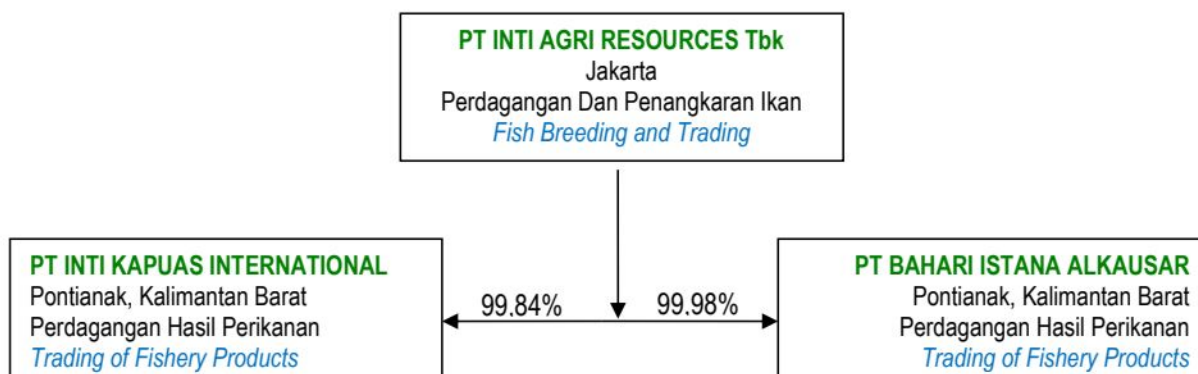 PT INTI AGRI RESOURCES Tbk
Jakarta
Perdagangan Dan Penangkaran Ikan
Fish Breeding and Trading
PT INTI KAPUAS INTERNATIONAL
Pontianak, Kalimantan Barat
Perdagangan Hasil Perikanan
Trading of Fishery Products
99.84%
99.98%
PT BAHARI ISTANA ALKAUSAR
Pontianak, Kalimantan Barat
Perdagangan Hasil Perikanan
Trading of Fishery Products